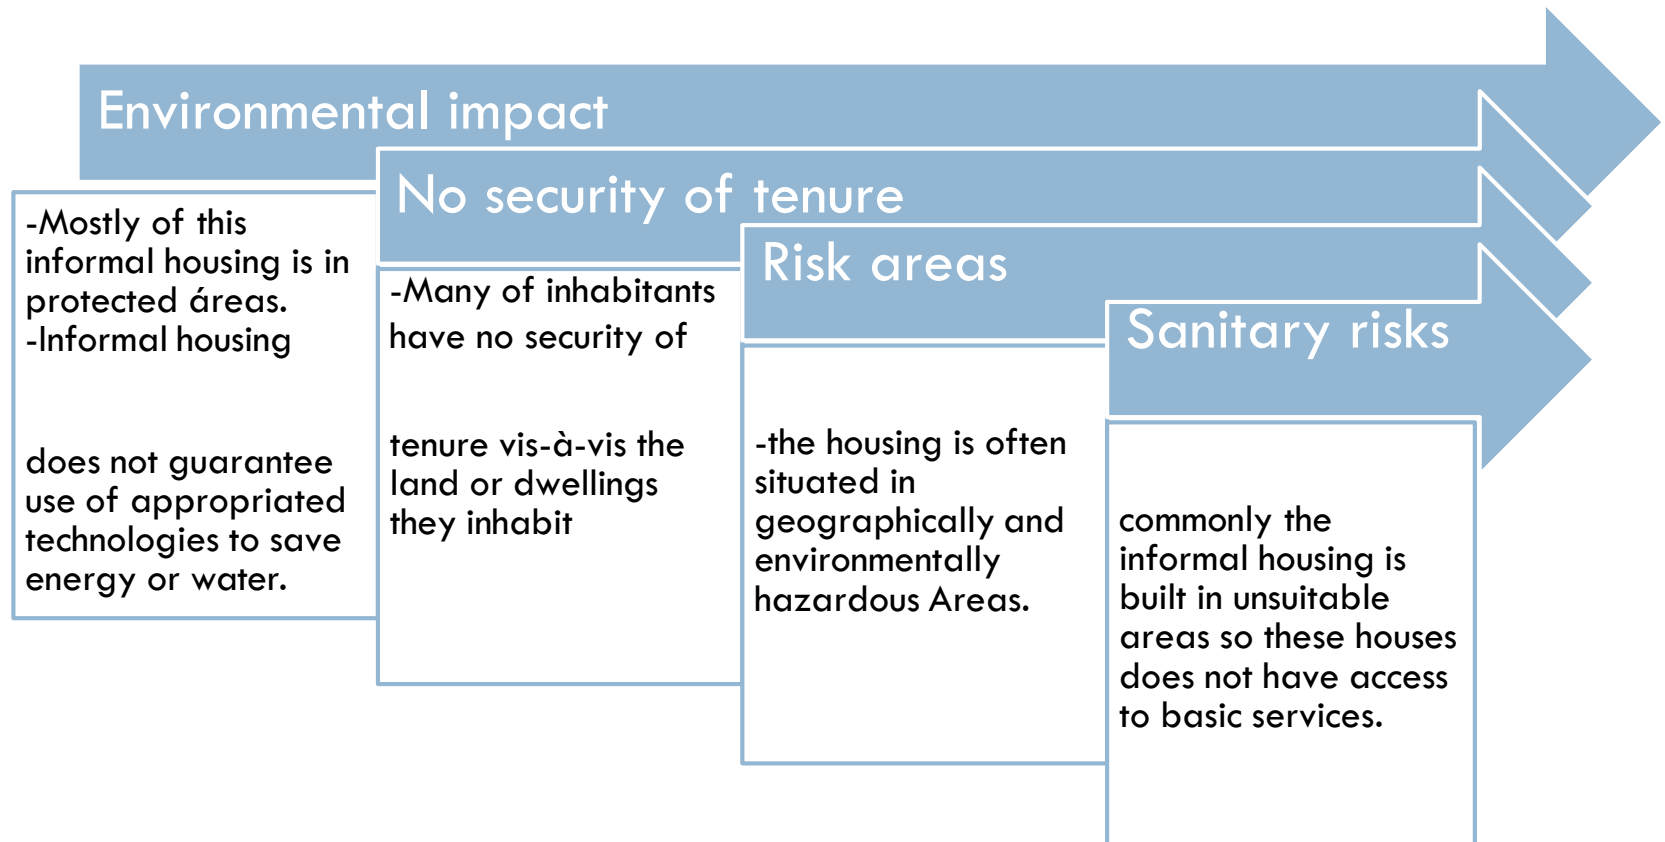 Environmental impact
-Mostly of this
informal housing is in
protected áreas.
-Informal housing
does not guarantee
use of appropriated
technologies to save
energy or water.
No security of tenure
-Many of inhabitants
have no security of
tenure vis-à-vis the
land or dwellings
they inhabit
Risk areas
-the housing is often
situated in
geographically and
environmentally
hazardous Areas.
Sanitary risks
commonly the
informal housing is
built in unsuitable
areas so these houses
does not have access
to basic services.